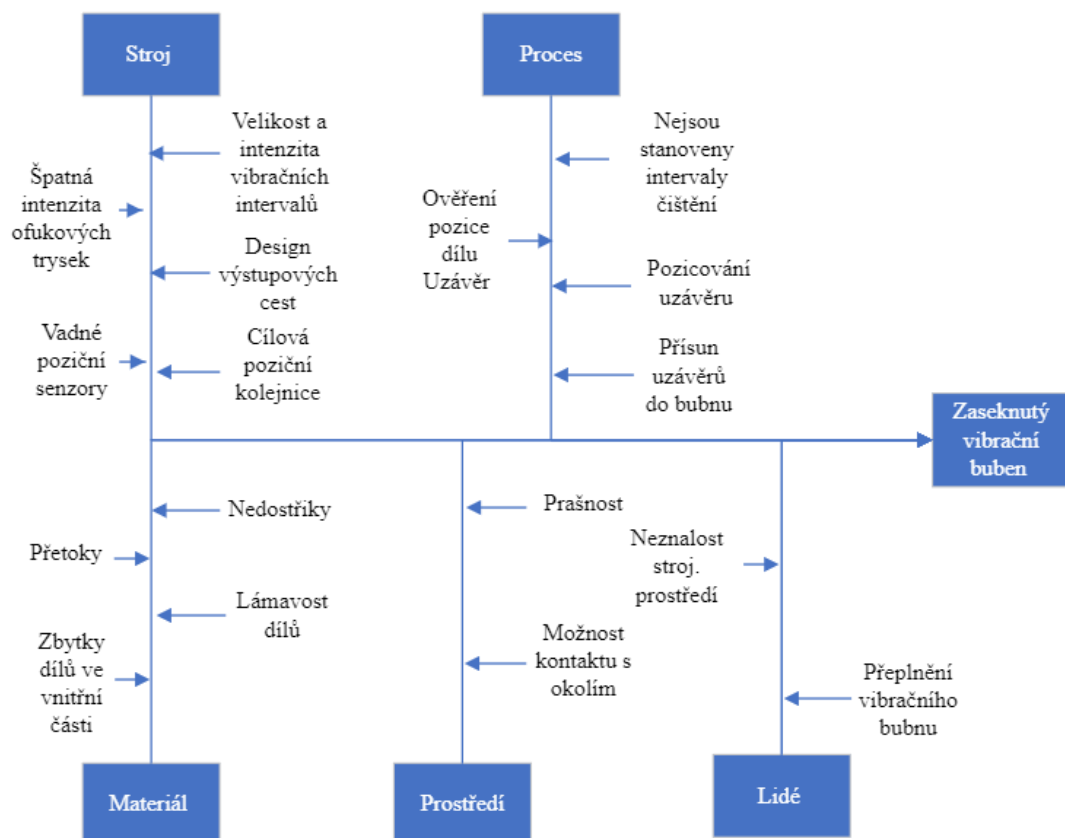 Stroj
Proces
Velikost a
intenzita
vibračních
intervalů
Špatná
intenzita
ofukových
trysek
Design
výstupových
cest
Vadné
poziční
senzory
Cílová
poziční
kolejnice
Nejsou
stanoveny
intervaly
čištění
Ověření
pozice
dílu
Uzávěr
Pozicování
uzávěru
Přísun
uzávěrů
do bubnu
Zaseknutý
vibrační
buben
Nedostřiky
Přetoky
Lámavost
dílů
Zbytky
dílů ve
vnitřní
části
Prašnost
Možnost
kontaktu s
okolím
Neznalost
stroj.
prostředí
Přeplnění
vibračního
bubnu
Materiál
Prostředí
Lidé